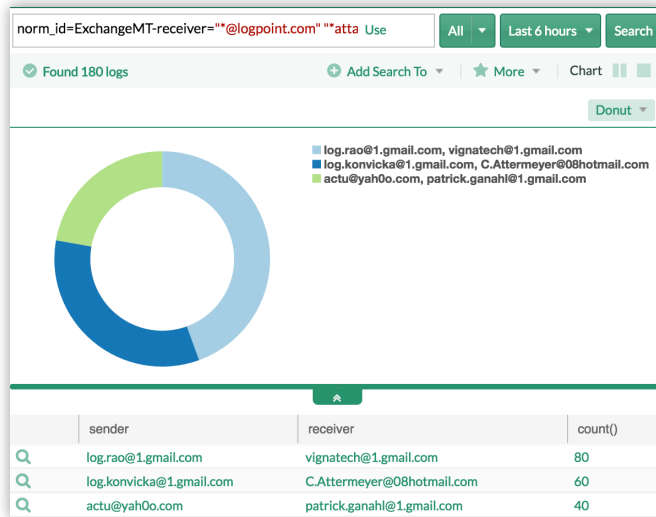 norm_id=ExchangeMT-receiver="*@logpoint.com" "*atta Use All Last 6 hours Search
Found 180 logs Add Search To More Chart
Donut
log.rao@1.gmail.com, vignatech@1.gmail.com
log.konvicka@1.gmail.com, C.Attermeyer@08hotmail.com
actu@yah0o.com, patrick.ganahl@1.gmail.com
sender receiver count()
log.rao@1.gmail.com vignatech@1.gmail.com 80
log.konvicka@1.gmail.com C.Attermeyer@08hotmail.com 60
actu@yah0o.com patrick.ganahl@1.gmail.com 40